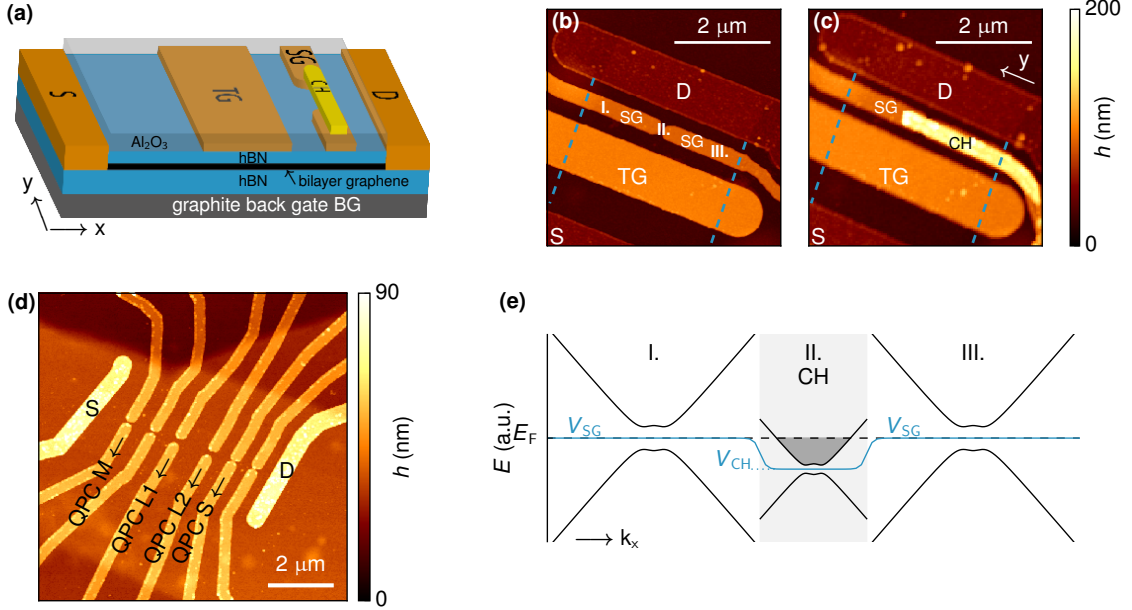 (a)
S
TG
SG
CH
D
Al₂O₃
hBN
hBN
bilayer graphene
graphite back gate BG
y
x
(b)
2 μm
D
I.
SG
II.
SG
III.
TG
S
(c)
2 μm
y
D
SG
CH
TG
S
200
h (nm)
0
(d)
S
D
QPC M
QPC L1
QPC L2
QPC S
2 μm
90
h (nm)
0
(e)
I.
II.
CH
III.
V_SG
V_SG
E_F
V_CH
E (a.u.)
k_x